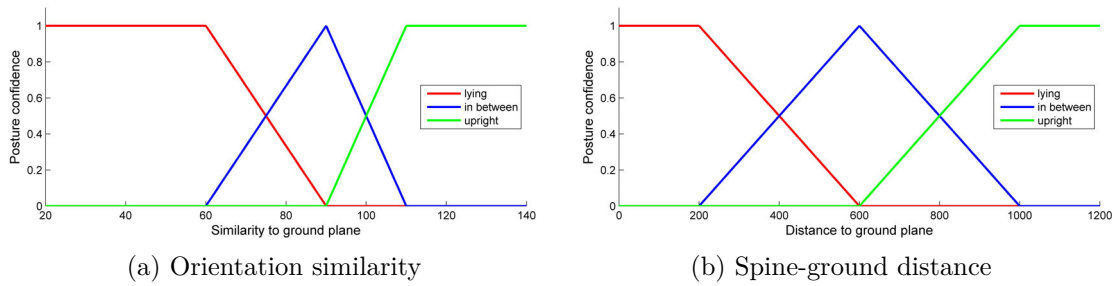 1
0.8
0.6
0.4
0.2
0
Posture confidence
20 40 60 80 100 120 140
Similarity to ground plane
lying
in between
upright
(a) Orientation similarity
1
0.8
0.6
0.4
0.2
0
Posture confidence
0 200 400 600 800 1000 1200
Distance to ground plane
lying
in between
upright
(b) Spine-ground distance